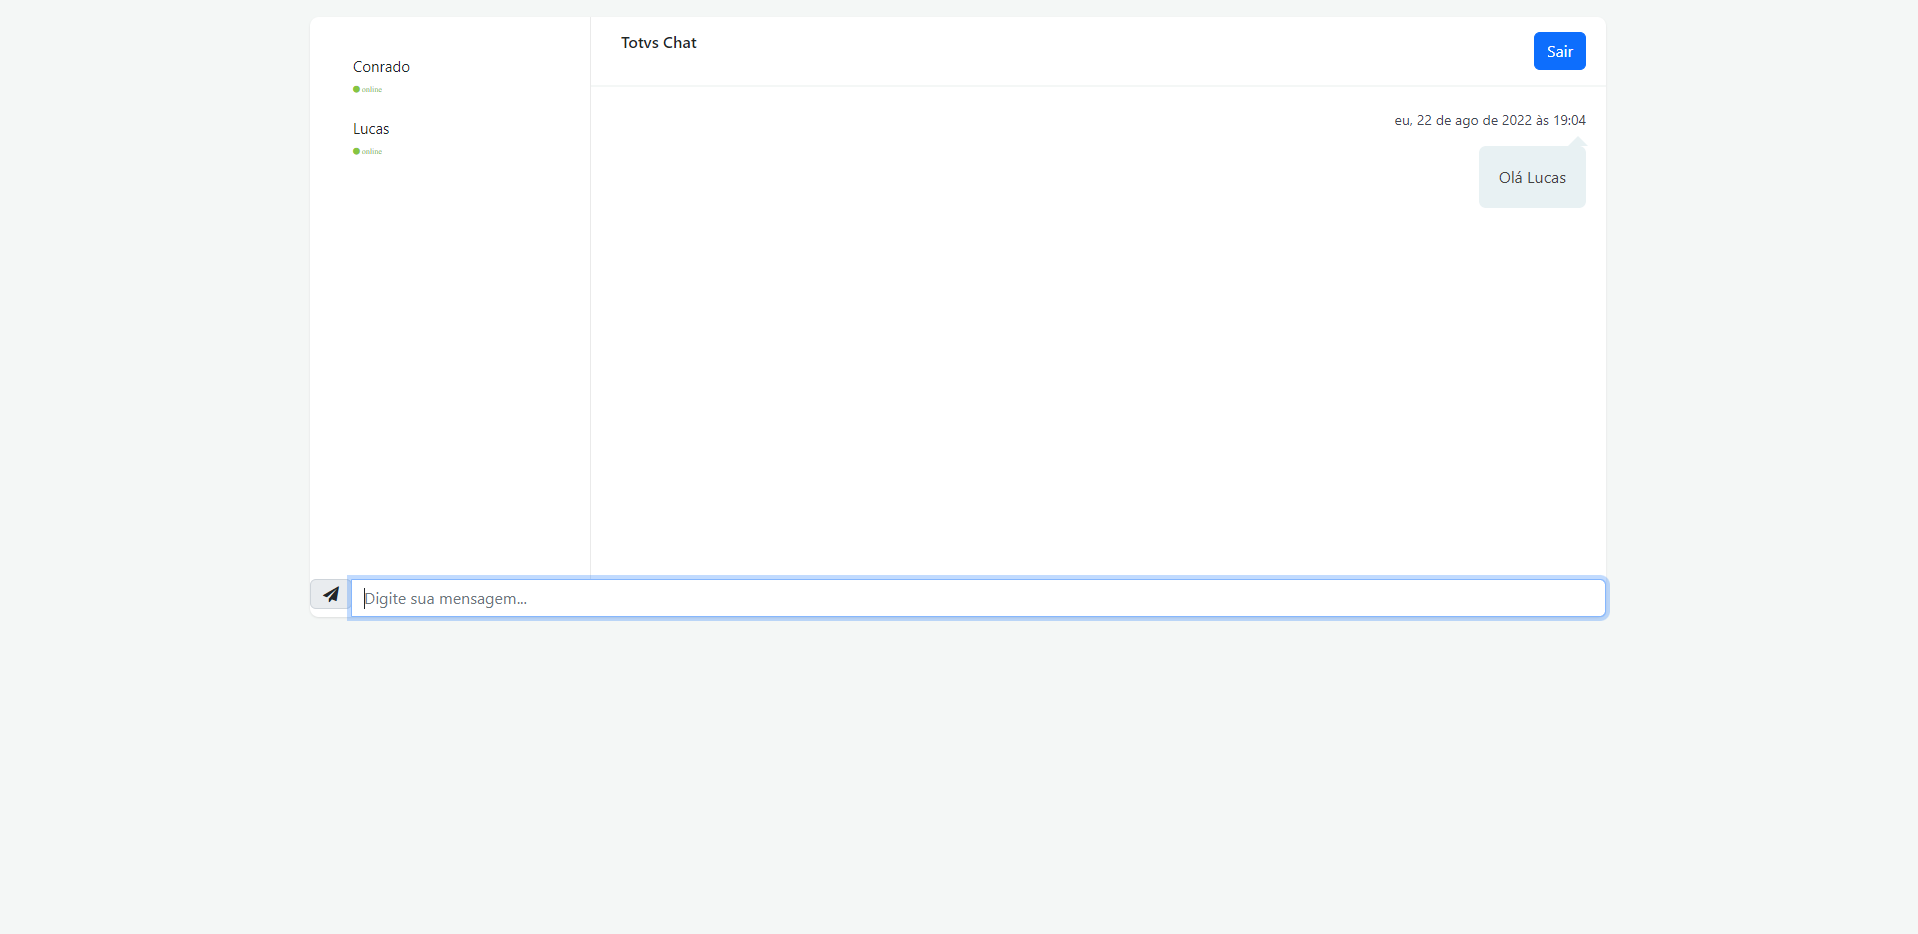 Conrado
online
Lucas
online
Totvs Chat
Sair
eu, 22 de ago de 2022 às 19:04
Olá Lucas
Digite sua mensagem...